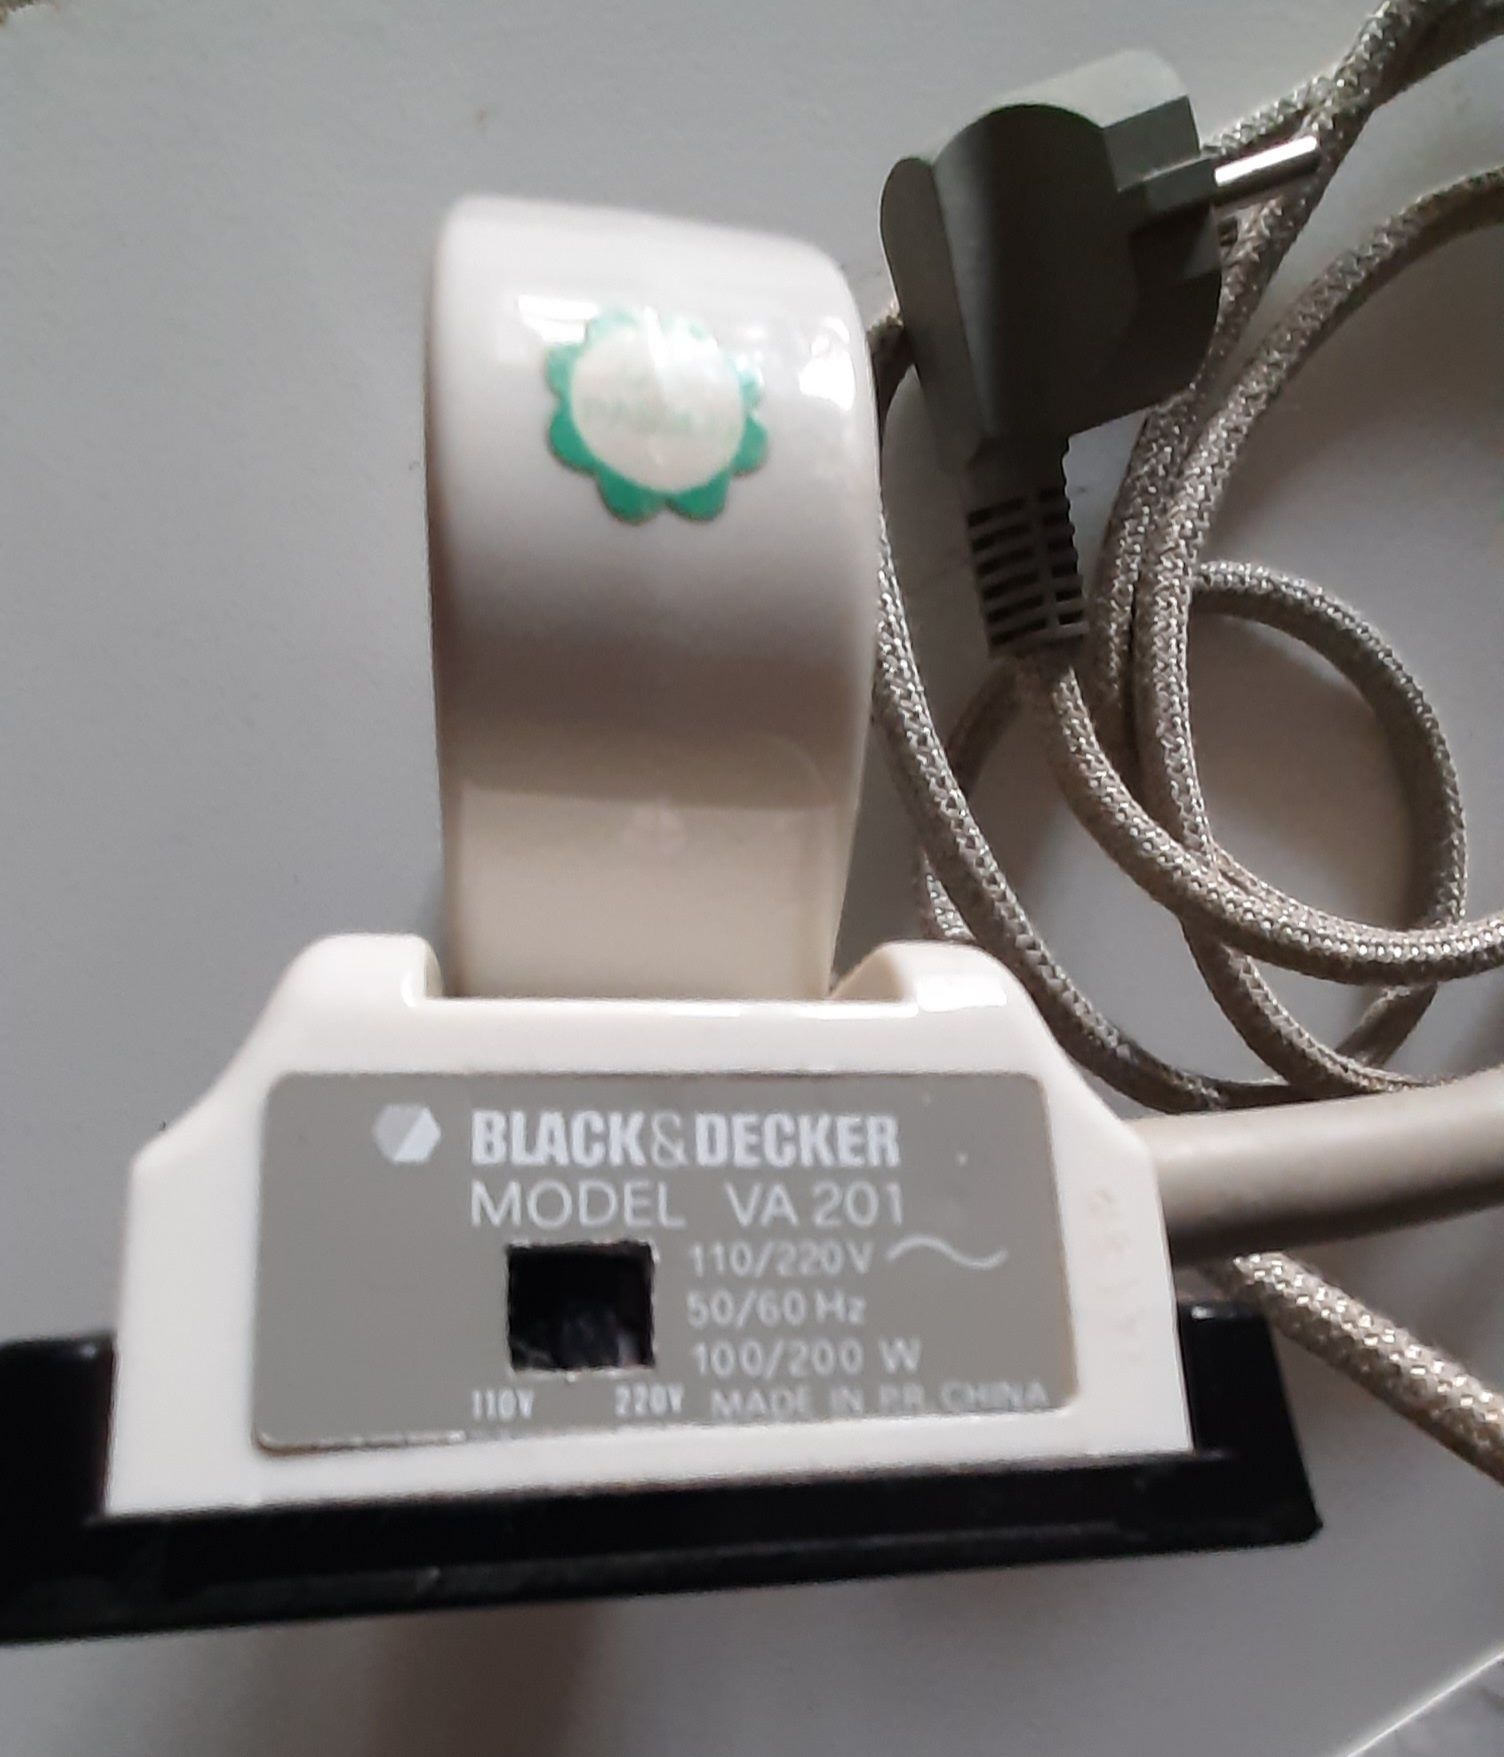 BLACK&DECKER
MODEL VA 201
110/220V
50/60 Hz
100/200 W
110V 220V MADE IN P.R. CHINA